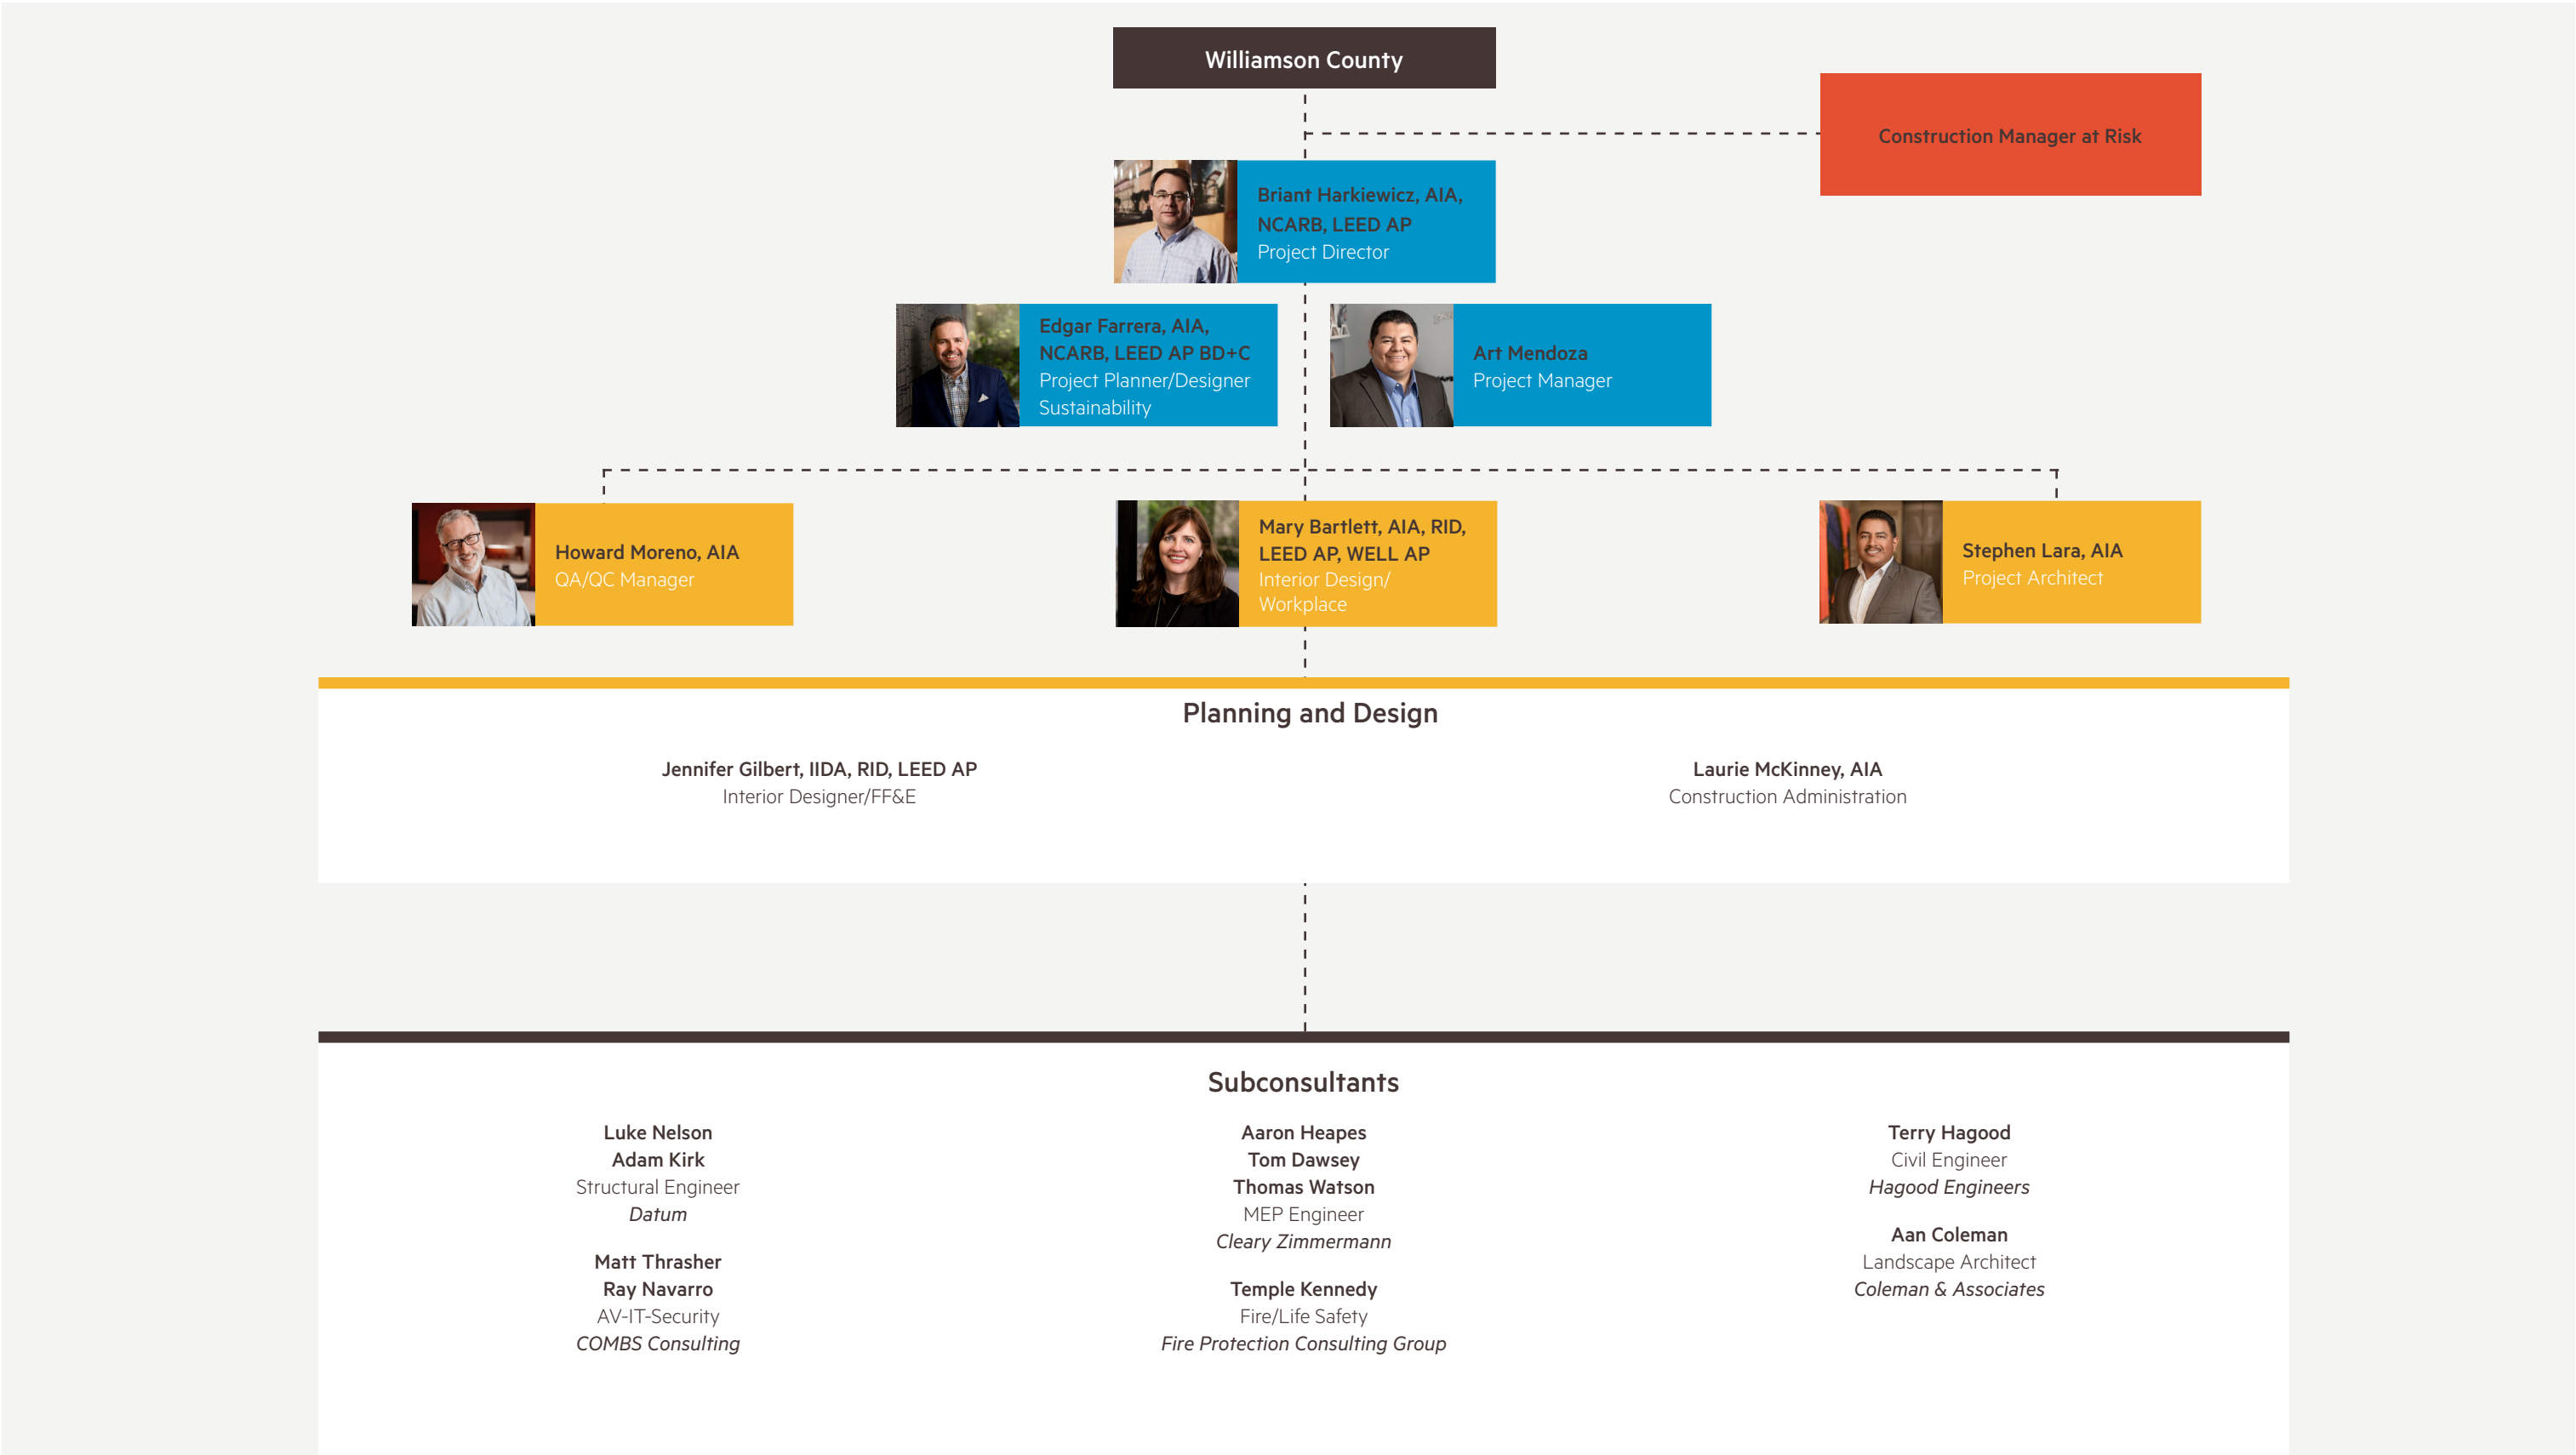 Williamson County
Construction Manager at Risk
Briant Harkiewicz, AIA,
NCARB, LEED AP
Project Director
Edgar Farrera, AIA,
NCARB, LEED AP BD+C
Project Planner/Designer
Sustainability
Art Mendoza
Project Manager
Howard Moreno, AIA
QA/QC Manager
Mary Bartlett, AIA, RID,
LEED AP, WELL AP
Interior Design/
Workplace
Stephen Lara, AIA
Project Architect
Planning and Design
Jennifer Gilbert, IIDA, RID, LEED AP
Interior Designer/FF&E
Laurie McKinney, AIA
Construction Administration
Subconsultants
Luke Nelson
Adam Kirk
Structural Engineer
Datum
Matt Thrasher
Ray Navarro
AV-IT-Security
COMBS Consulting
Aaron Heapes
Tom Dawsey
Thomas Watson
MEP Engineer
Cleary Zimmermann
Temple Kennedy
Fire/Life Safety
Fire Protection Consulting Group
Terry Hagood
Civil Engineer
Hagood Engineers
Aan Coleman
Landscape Architect
Coleman & Associates